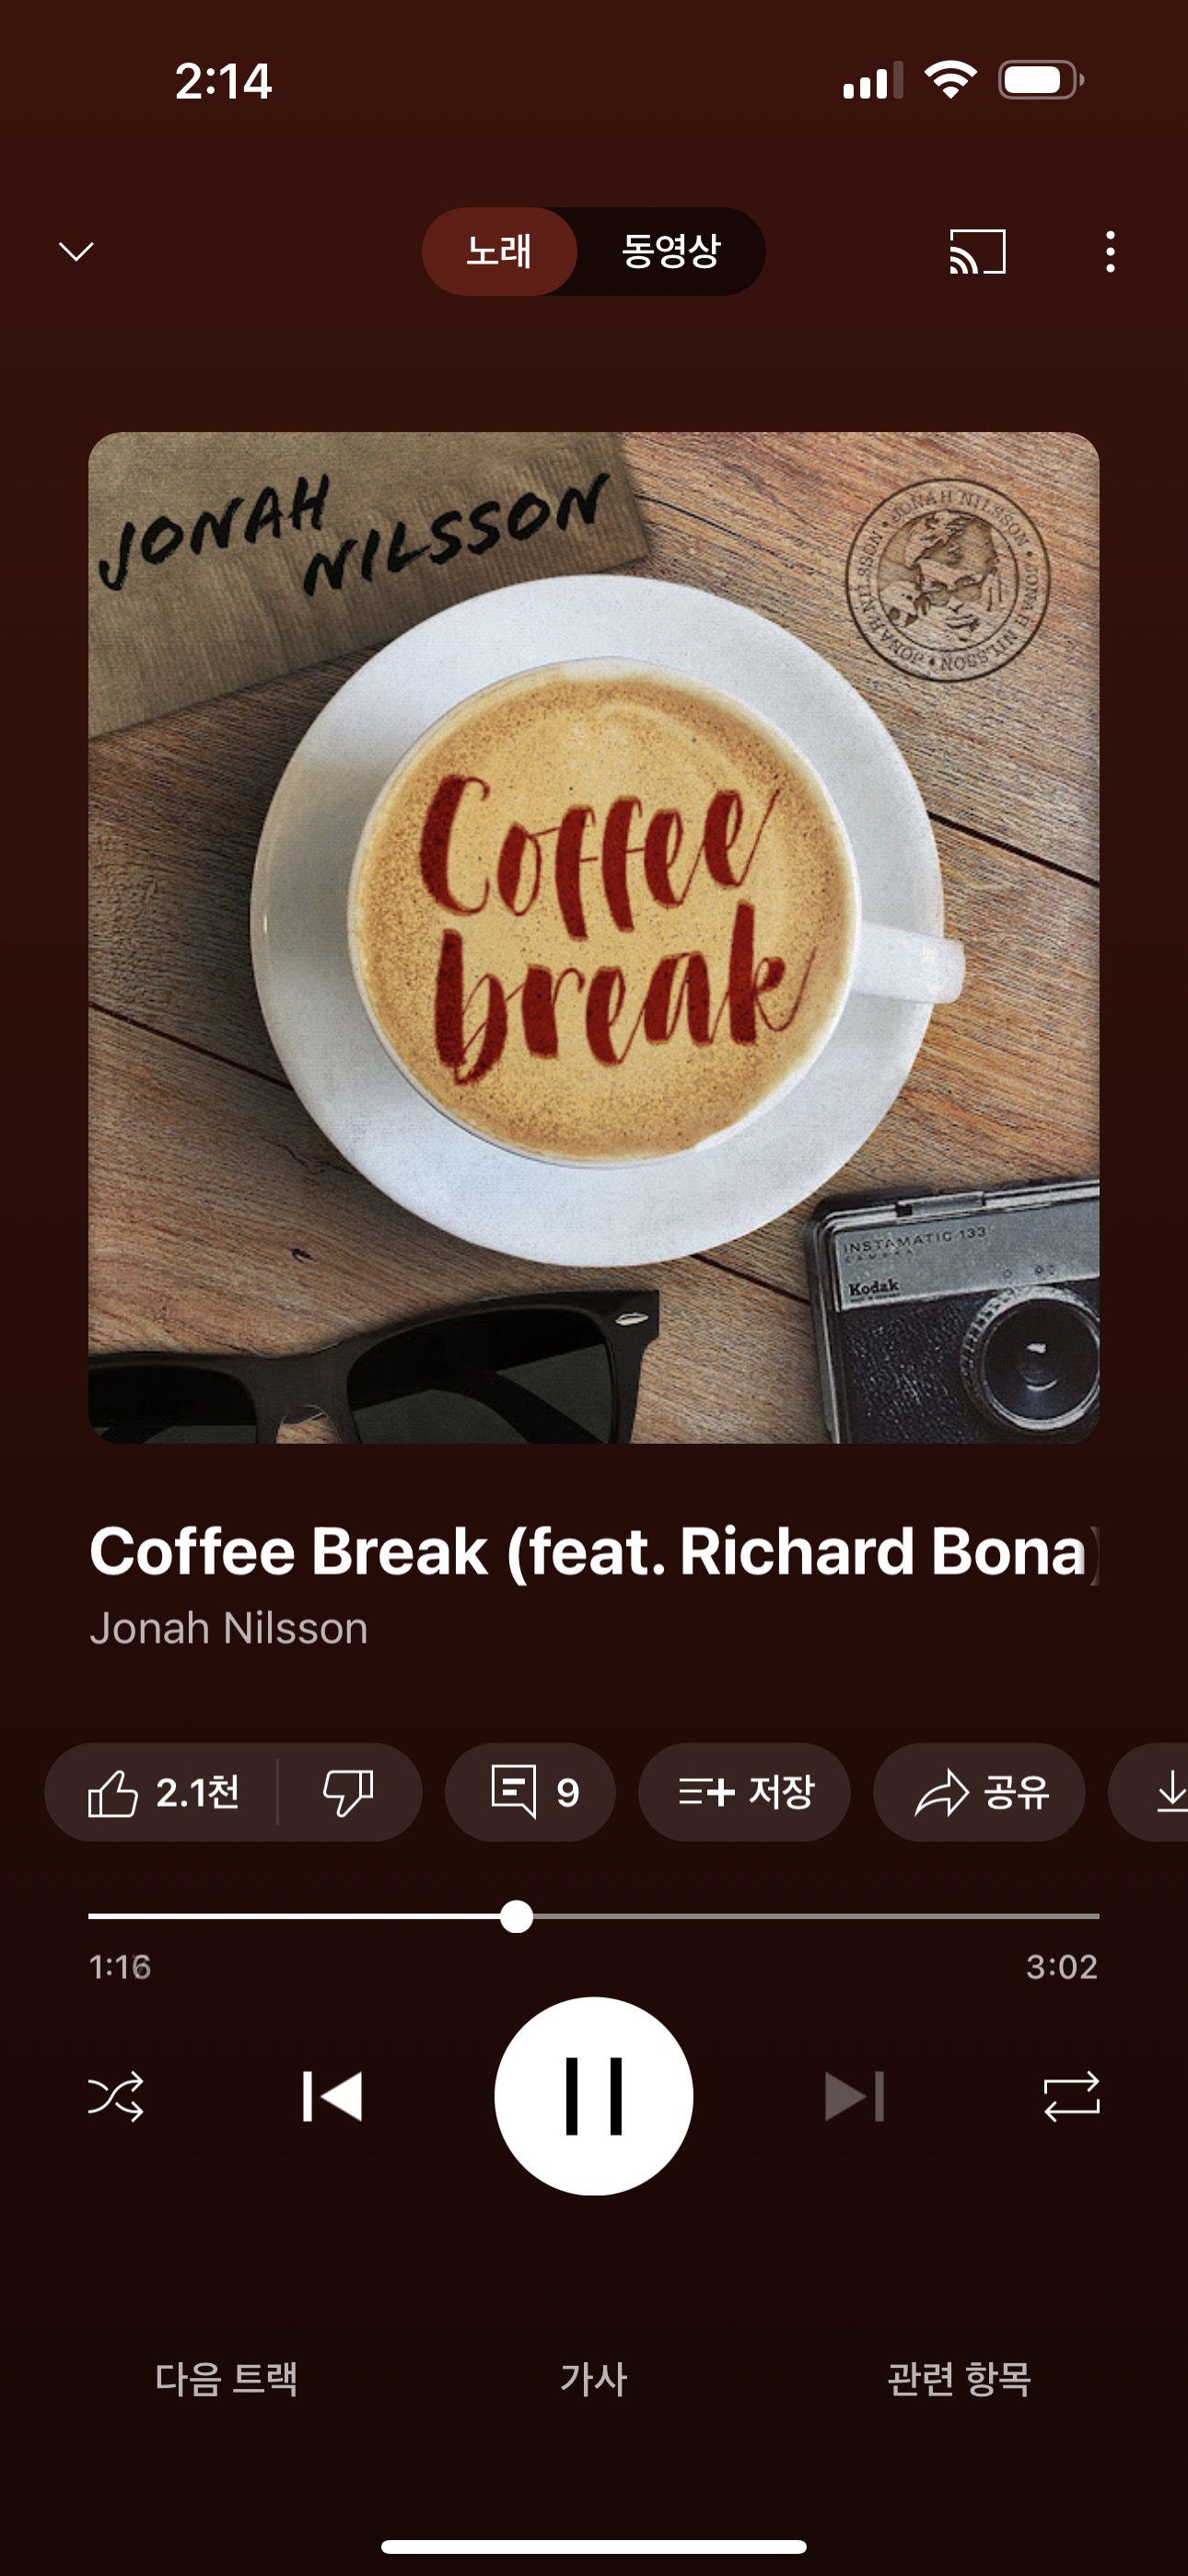 2:14
노래 동영상
JONAH
NILSSON
JONAH NILSSON • JONAH NILSSON • JONAH NILSSON •
Coffee
break
INSTAMATIC 133
CAMERA
Kodak
Coffee Break (feat. Richard Bona)
Jonah Nilsson
2.1천 9 저장 공유
1:16 3:02
다음 트랙 가사 관련 항목